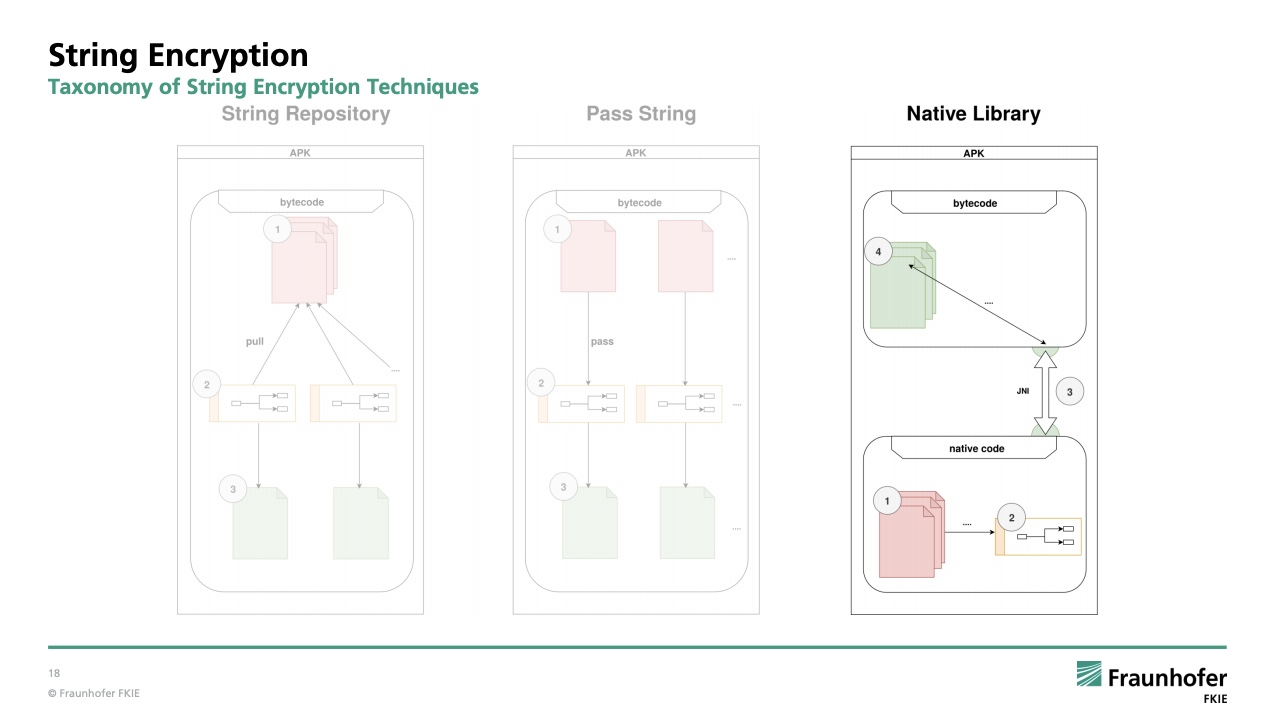 String Encryption
Taxonomy of String Encryption Techniques
String Repository
APK
bytecode
1
pull
....
2
3
Pass String
APK
bytecode
1
....
pass
2
....
3
....
Native Library
APK
bytecode
4
....
JNI
3
native code
1
....
2
18
© Fraunhofer FKIE
Fraunhofer
FKIE